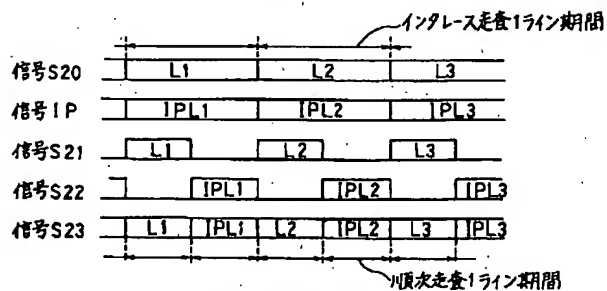 インタレース走査1ライン期間
信号S20 L1 L2 L3
信号IP IPL1 IPL2 IPL3
信号S21 L1 L2 L3
信号S22 IPL1 IPL2 IPL3
信号S23 L1 IPL1 L2 IPL2 L3 IPL3
順次走査1ライン期間